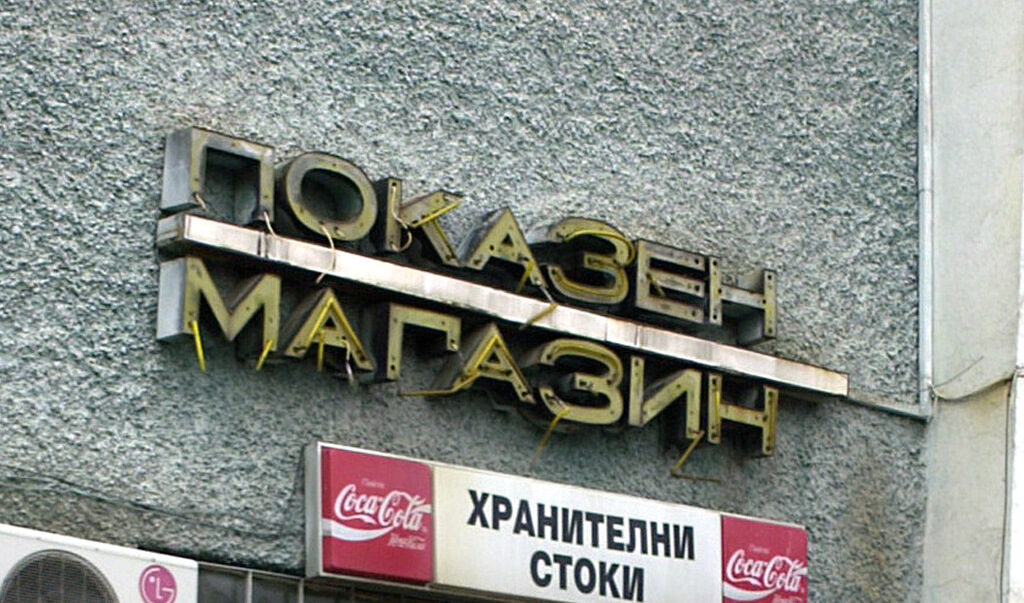 ПОКАЗЕН
МАГАЗИН
Coca-Cola
ХРАНИТЕЛНИ
СТОКИ
Coca-Cola
LG